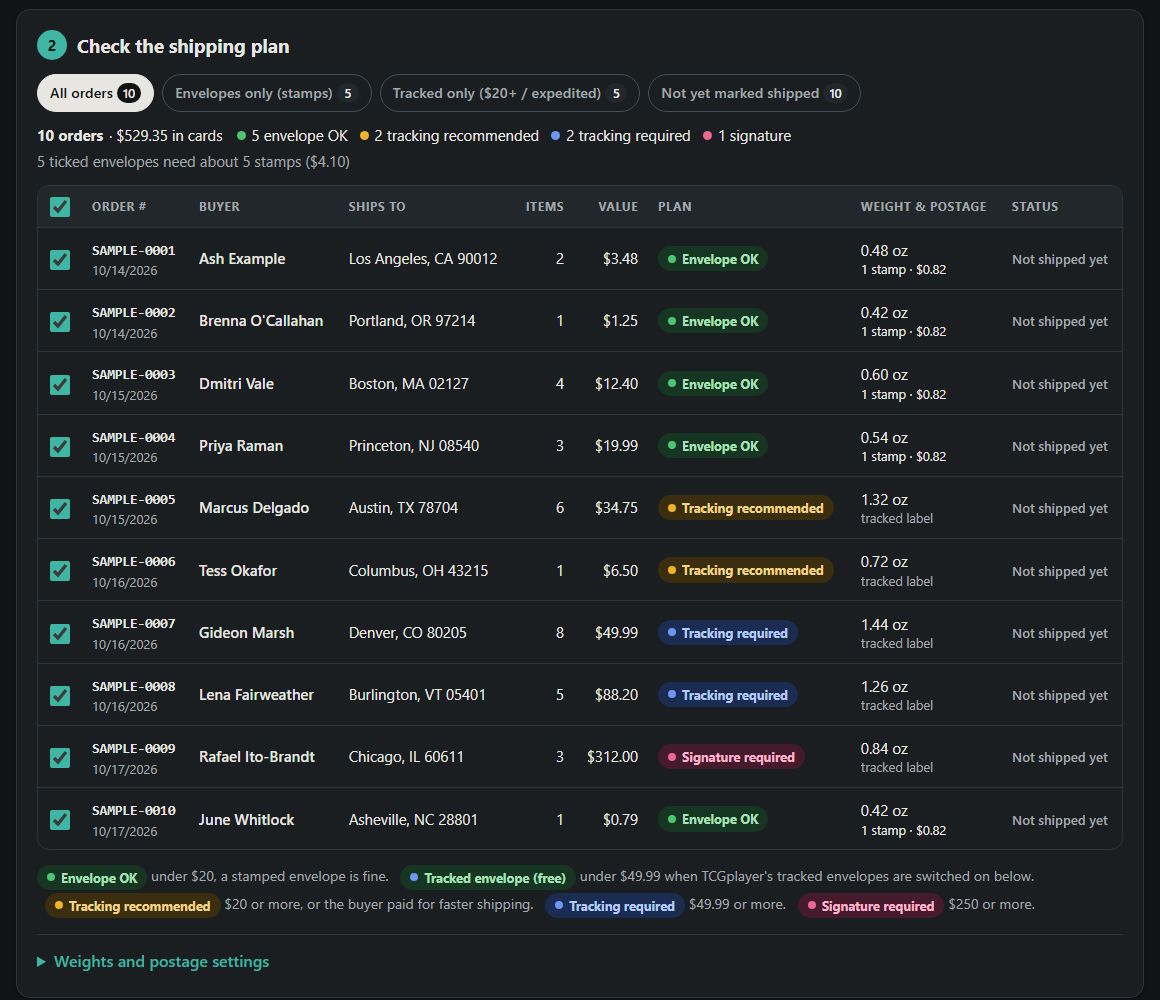 2 Check the shipping plan
All orders 10 Envelopes only (stamps) 5 Tracked only ($20+ / expedited) 5 Not yet marked shipped 10
10 orders · $529.35 in cards 5 envelope OK 2 tracking recommended 2 tracking required 1 signature
5 ticked envelopes need about 5 stamps ($4.10)
ORDER # BUYER SHIPS TO ITEMS VALUE PLAN WEIGHT & POSTAGE STATUS
SAMPLE-0001 Ash Example Los Angeles, CA 90012 2 $3.48 Envelope OK 0.48 oz Not shipped yet
10/14/2026 1 stamp · $0.82
SAMPLE-0002 Brenna O'Callahan Portland, OR 97214 1 $1.25 Envelope OK 0.42 oz Not shipped yet
10/14/2026 1 stamp · $0.82
SAMPLE-0003 Dmitri Vale Boston, MA 02127 4 $12.40 Envelope OK 0.60 oz Not shipped yet
10/15/2026 1 stamp · $0.82
SAMPLE-0004 Priya Raman Princeton, NJ 08540 3 $19.99 Envelope OK 0.54 oz Not shipped yet
10/15/2026 1 stamp · $0.82
SAMPLE-0005 Marcus Delgado Austin, TX 78704 6 $34.75 Tracking recommended 1.32 oz Not shipped yet
10/15/2026 tracked label
SAMPLE-0006 Tess Okafor Columbus, OH 43215 1 $6.50 Tracking recommended 0.72 oz Not shipped yet
10/16/2026 tracked label
SAMPLE-0007 Gideon Marsh Denver, CO 80205 8 $49.99 Tracking required 1.44 oz Not shipped yet
10/16/2026 tracked label
SAMPLE-0008 Lena Fairweather Burlington, VT 05401 5 $88.20 Tracking required 1.26 oz Not shipped yet
10/16/2026 tracked label
SAMPLE-0009 Rafael Ito-Brandt Chicago, IL 60611 3 $312.00 Signature required 0.84 oz Not shipped yet
10/17/2026 tracked label
SAMPLE-0010 June Whitlock Asheville, NC 28801 1 $0.79 Envelope OK 0.42 oz Not shipped yet
10/17/2026 1 stamp · $0.82
Envelope OK under $20, a stamped envelope is fine. Tracked envelope (free) under $49.99 when TCGplayer's tracked envelopes are switched on below.
Tracking recommended $20 or more, or the buyer paid for faster shipping. Tracking required $49.99 or more. Signature required $250 or more.
Weights and postage settings